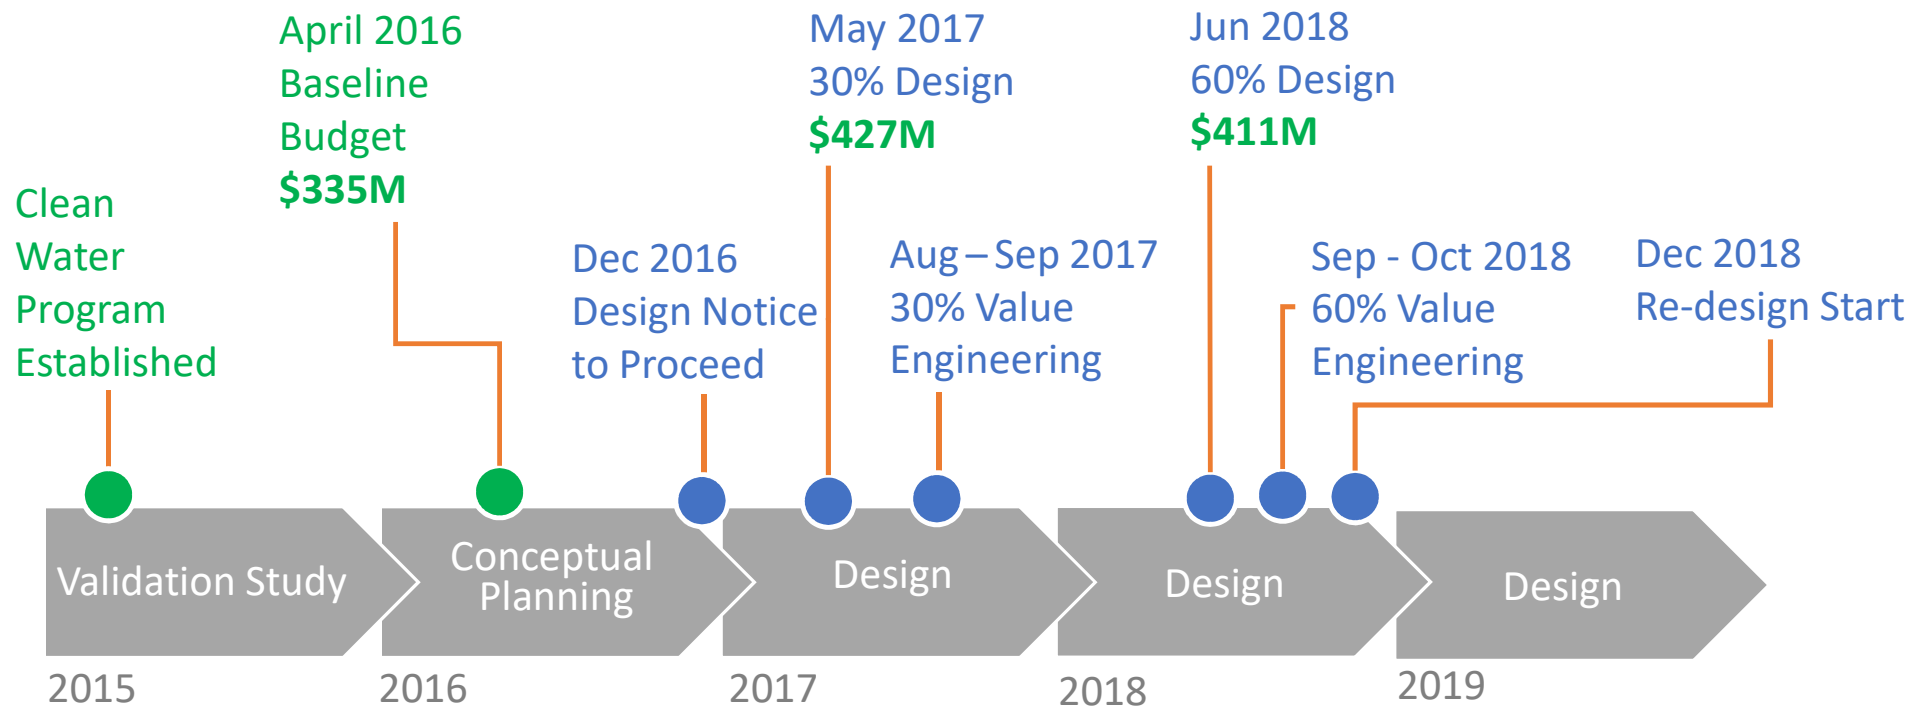 Clean
Water
Program
Established
April 2016
Baseline
Budget
$335M
Dec 2016
Design Notice
to Proceed
May 2017
30% Design
$427M
Aug – Sep 2017
30% Value
Engineering
Jun 2018
60% Design
$411M
Sep - Oct 2018
60% Value
Engineering
Dec 2018
Re-design Start
Validation Study
Conceptual
Planning
Design
Design
Design
2015
2016
2017
2018
2019